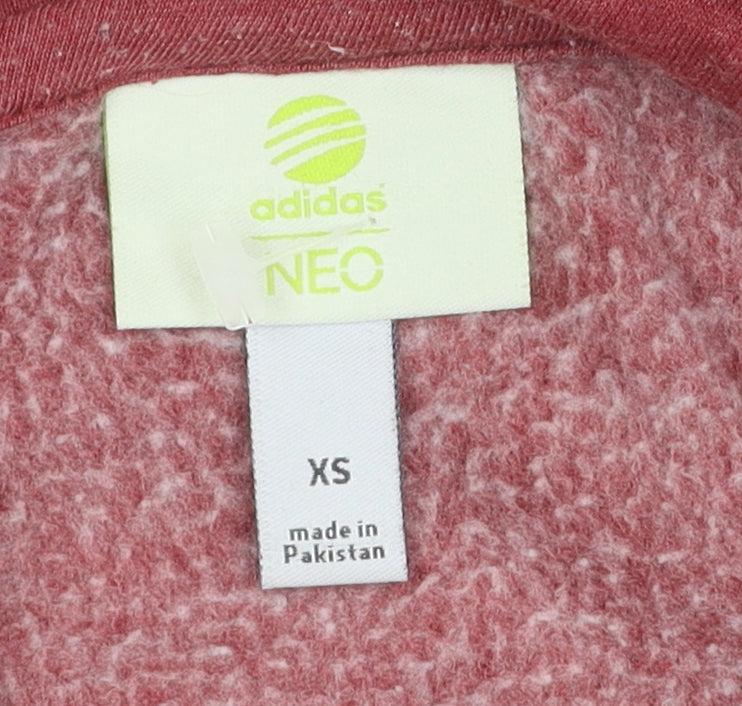 adidas
NEO
XS
made in
Pakistan